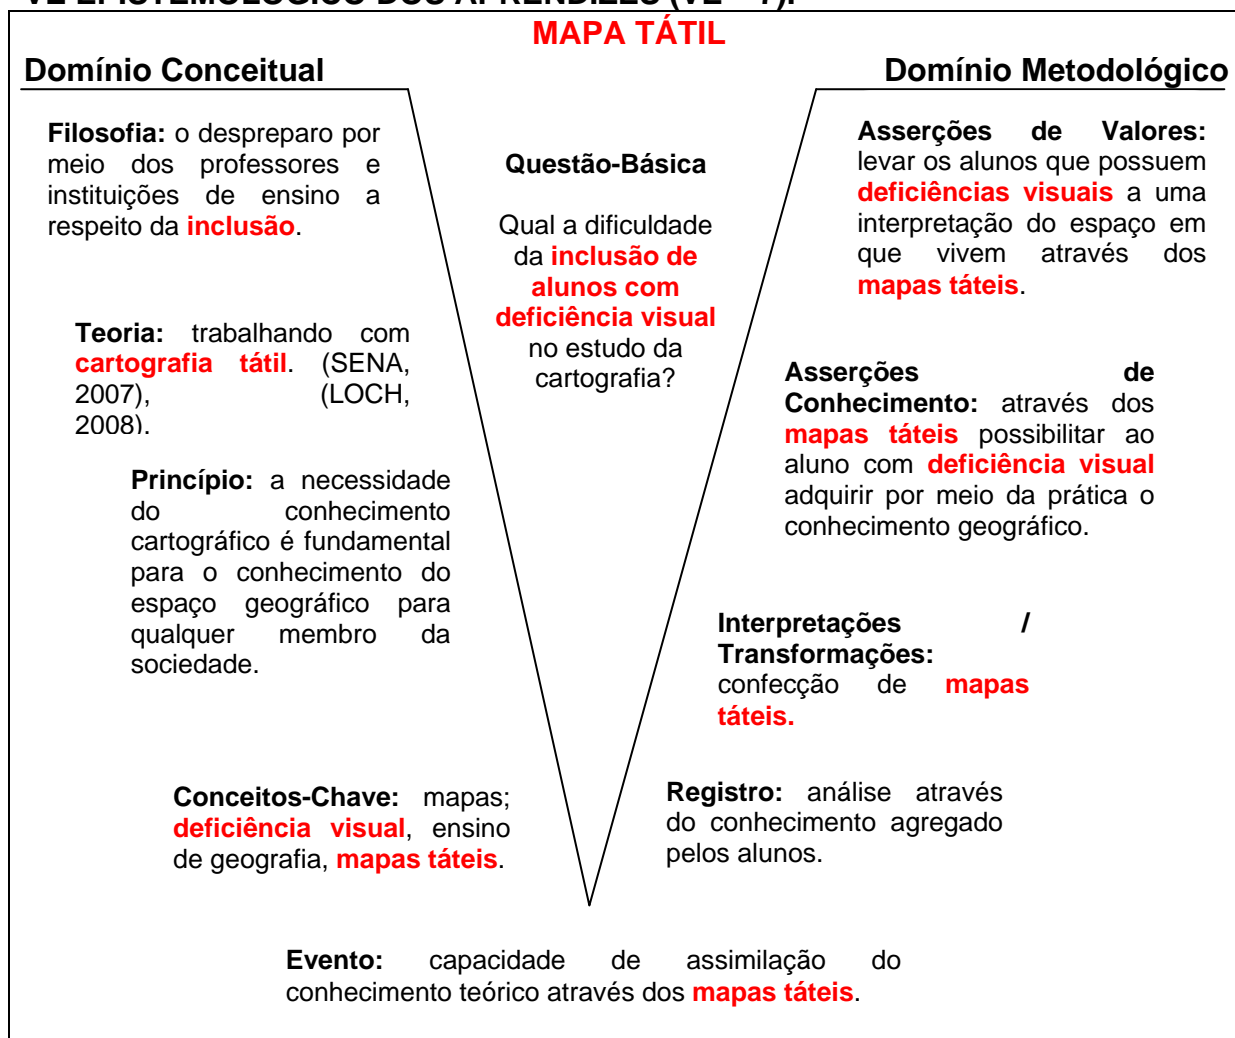 MAPA TÁTIL
Domínio Conceitual
Filosofia: o despreparo por
meio dos professores e
instituições de ensino a
respeito da inclusão.
Teoria: trabalhando com
cartografia tátil. (SENA,
2007), (LOCH,
2008).
Princípio: a necessidade
do conhecimento
cartográfico é fundamental
para o conhecimento do
espaço geográfico para
qualquer membro da
sociedade.
Conceitos-Chave: mapas;
deficiência visual, ensino
de geografia, mapas táteis.
Questão-Básica
Qual a dificuldade
da inclusão de
alunos com
deficiência visual
no estudo da
cartografia?
Domínio Metodológico
Asserções de Valores:
levar os alunos que possuem
deficiências visuais a uma
interpretação do espaço em
que vivem através dos
mapas táteis.
Asserções de
Conhecimento: através dos
mapas táteis possibilitar ao
aluno com deficiência visual
adquirir por meio da prática o
conhecimento geográfico.
Interpretações /
Transformações:
confecção de mapas
táteis.
Registro: análise através
do conhecimento agregado
pelos alunos.
Evento: capacidade de assimilação do
conhecimento teórico através dos mapas táteis.